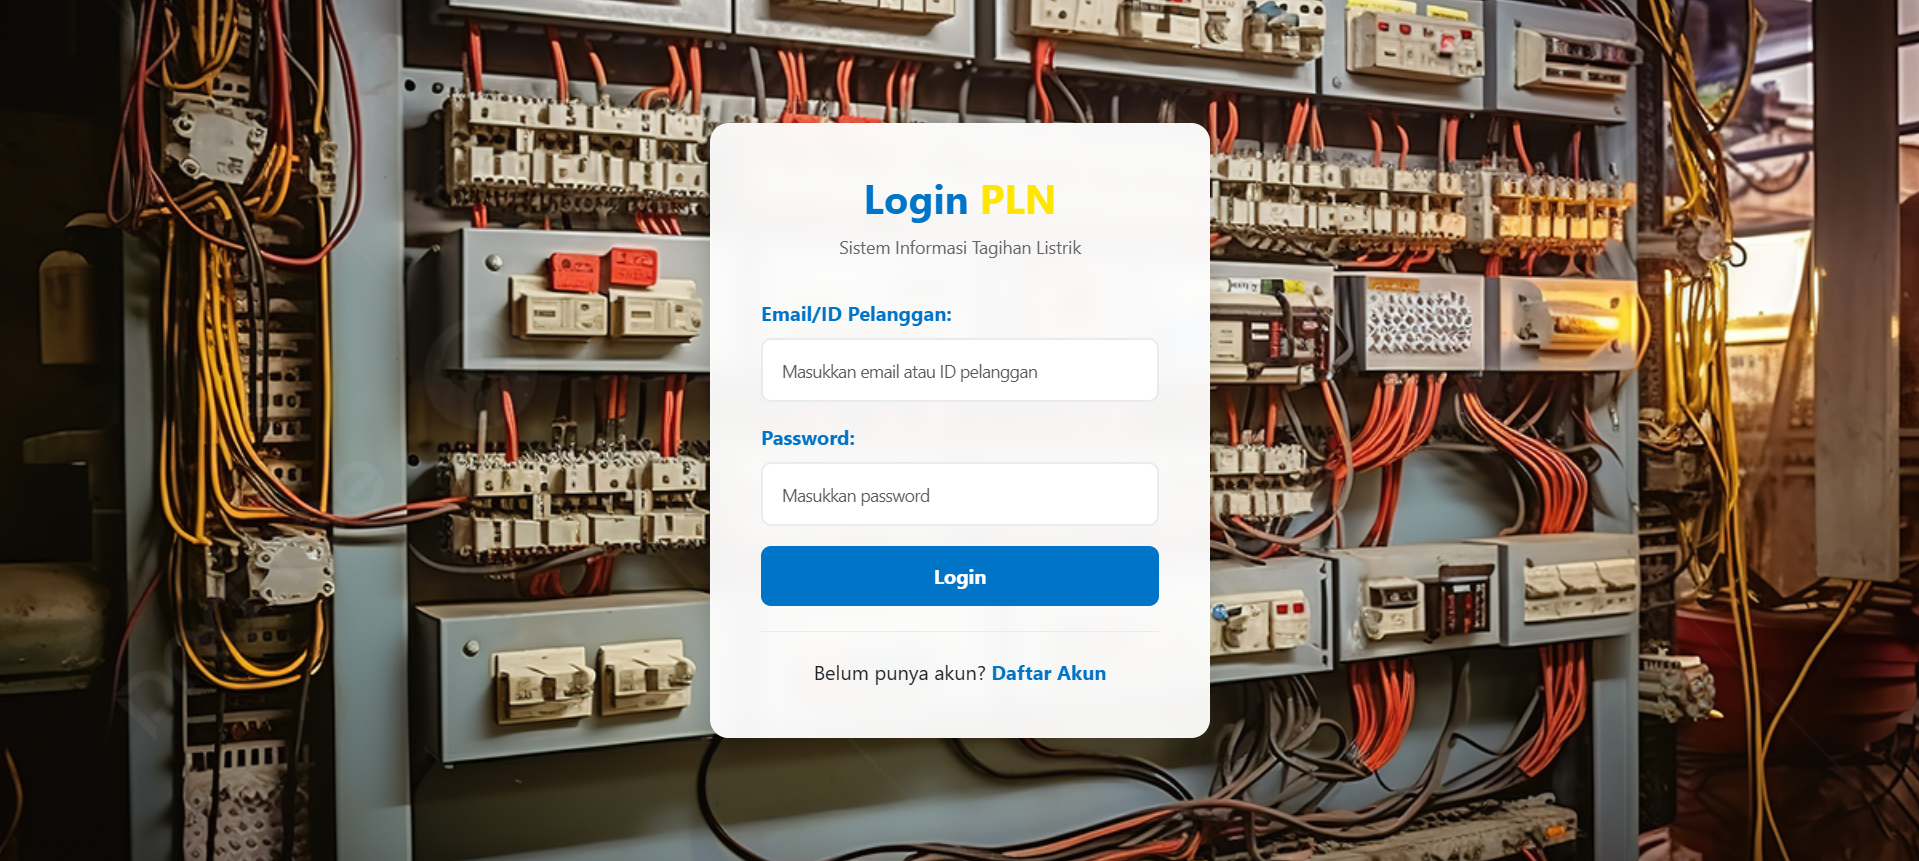 Login PLN
Sistem Informasi Tagihan Listrik
Email/ID Pelanggan:
Masukkan email atau ID pelanggan
Password:
Masukkan password
Login
Belum punya akun? Daftar Akun